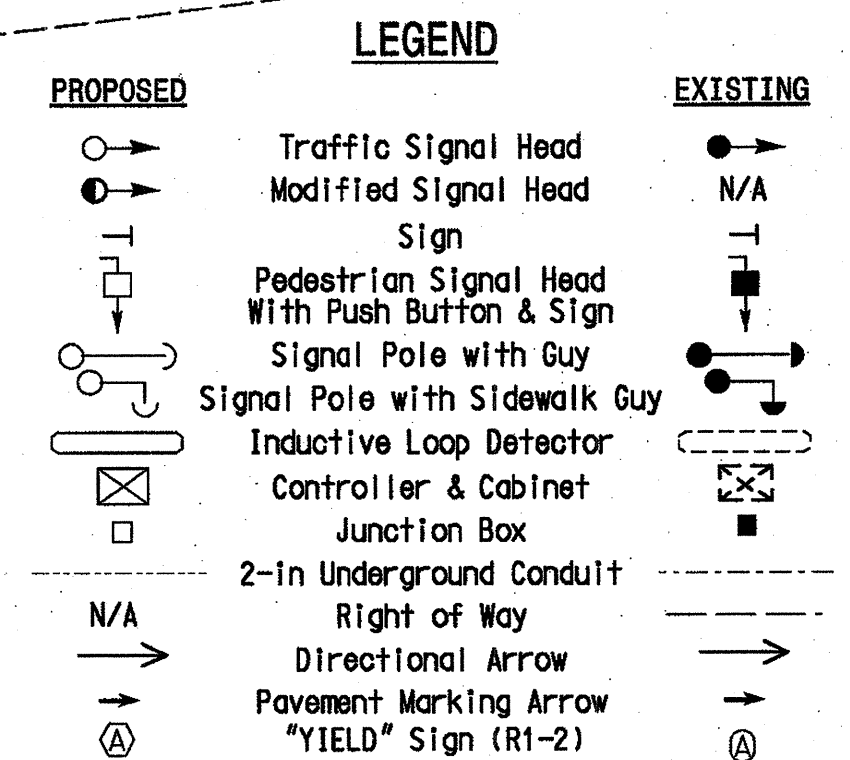 LEGEND
PROPOSED EXISTING
Traffic Signal Head
Modified Signal Head N/A
Sign
Pedestrian Signal Head
With Push Button & Sign
Signal Pole with Guy
Signal Pole with Sidewalk Guy
Inductive Loop Detector
Controller & Cabinet
Junction Box
2-in Underground Conduit
N/A Right of Way
Directional Arrow
Pavement Marking Arrow
A "YIELD" Sign (R1-2) A